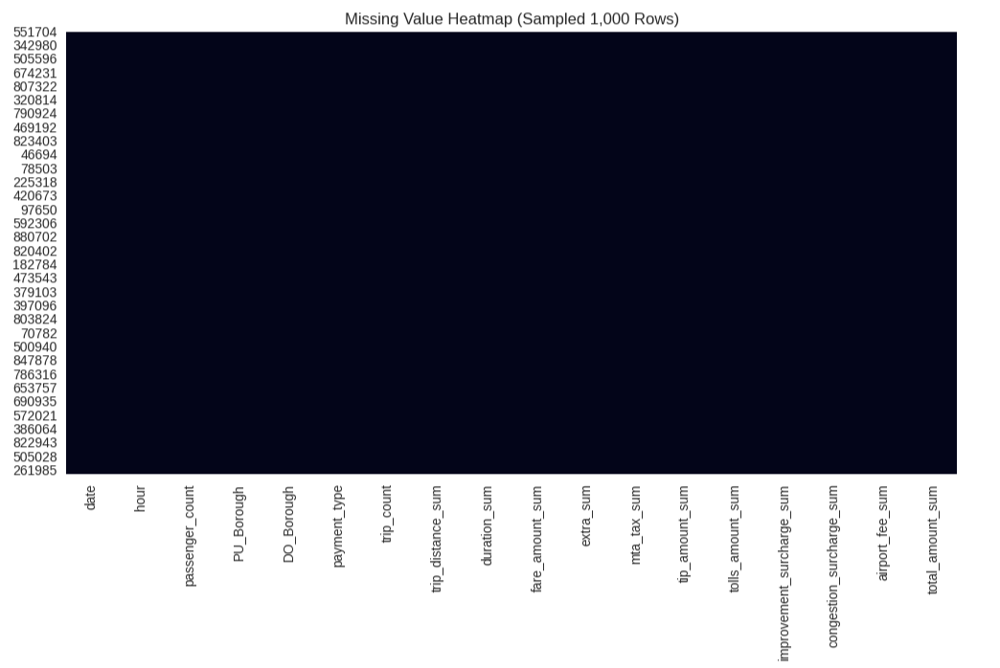 Missing Value Heatmap (Sampled 1,000 Rows)
551704
342980
505596
674231
807322
320814
790924
469192
823403
46694
78503
225318
420673
97650
592306
880702
820402
182784
473543
379103
397096
803824
70782
500940
847878
786316
653757
690935
572021
386064
822943
505028
261985
date
hour
passenger_count
PU_Borough
DO_Borough
payment_type
trip_count
trip_distance_sum
duration_sum
fare_amount_sum
extra_sum
mta_tax_sum
tip_amount_sum
tolls_amount_sum
improvement_surcharge_sum
congestion_surcharge_sum
airport_fee_sum
total_amount_sum